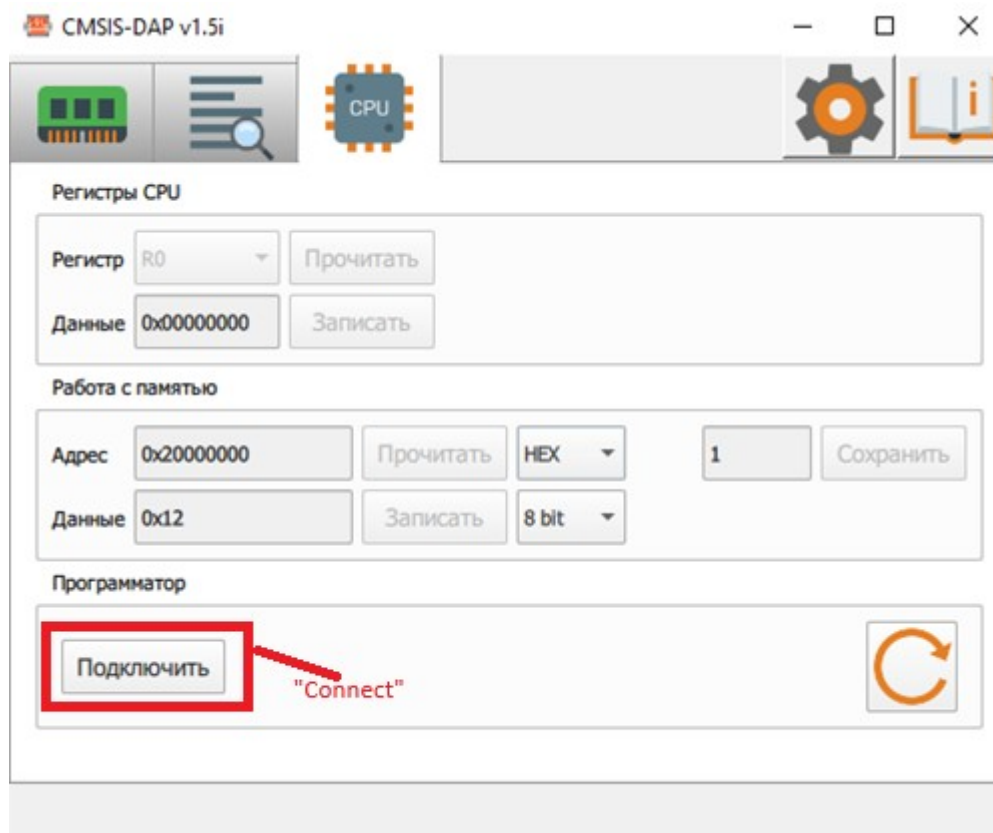 CMSIS-DAP v1.5i
CPU
i
Регистры CPU
Регистр R0 Прочитать
Данные 0x00000000 Записать
Работа с памятью
Адрес 0x20000000 Прочитать HEX 1 Сохранить
Данные 0x12 Записать 8 bit
Программатор
Подключить
"Connect"